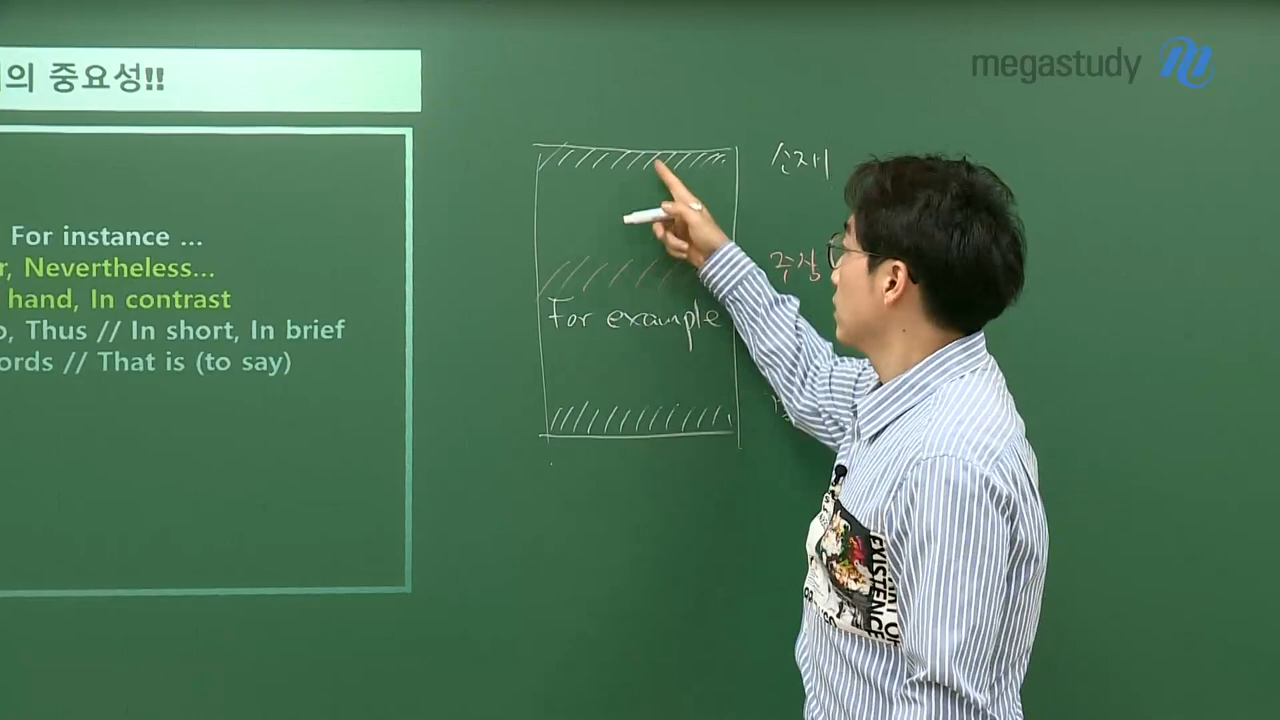 의 중요성!!
For instance ...
r, Nevertheless...
hand, In contrast
o, Thus // In short, In brief
ords // That is (to say)
megastudy
소재
주장
For example
EXISTENCE